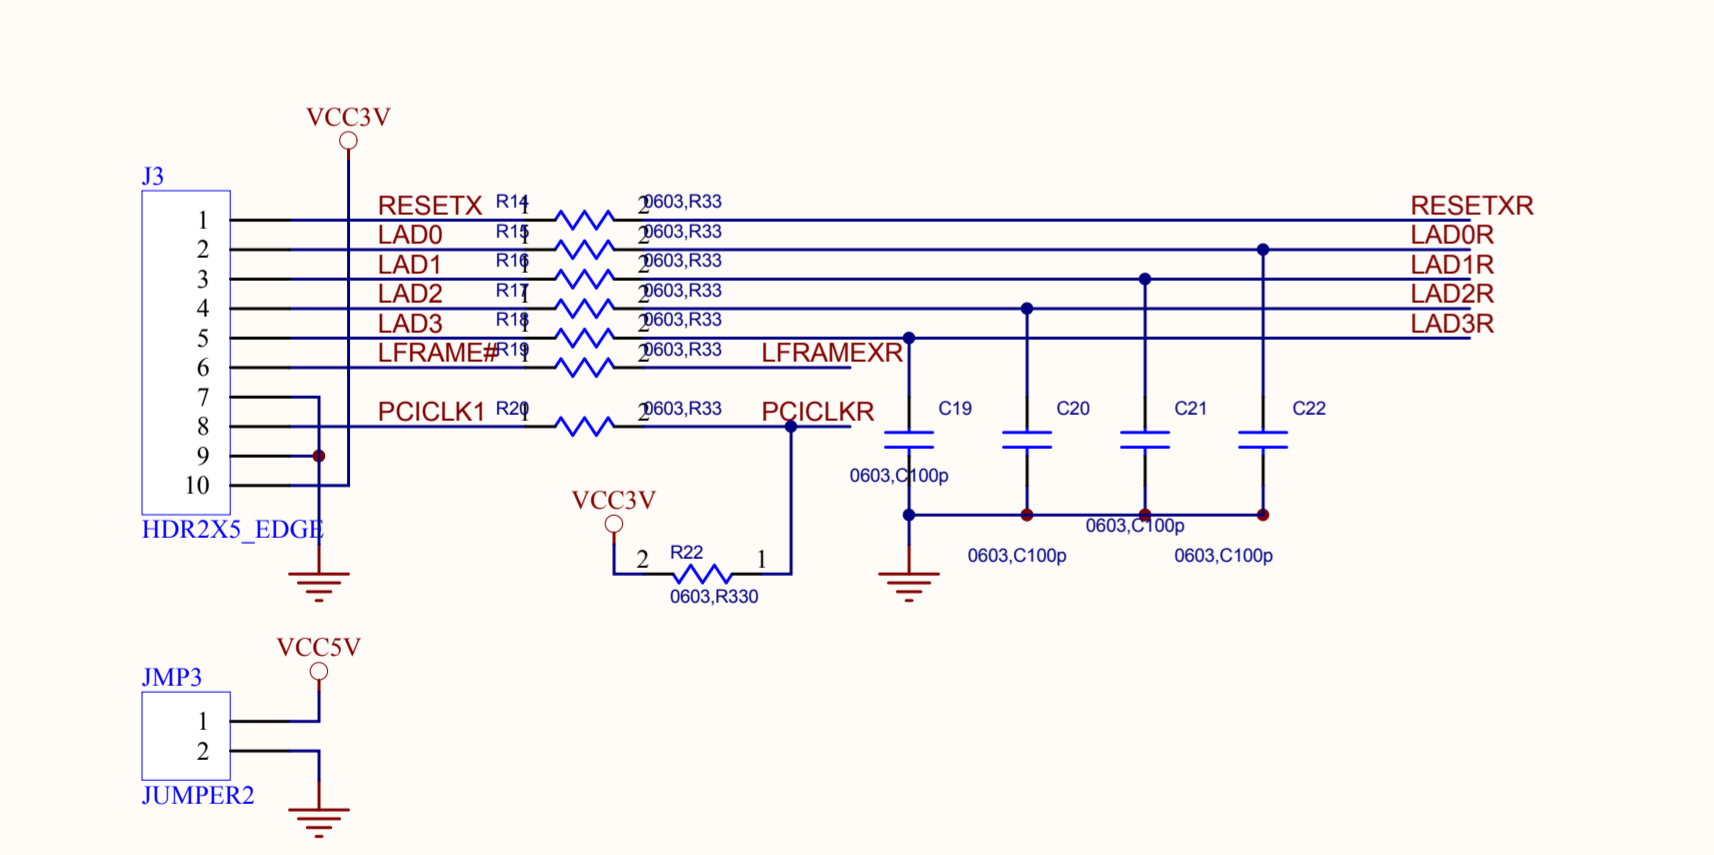 VCC3V
J3
1 RESETX R14 1 2 0603,R33 RESETXR
2 LAD0 R15 1 2 0603,R33 LAD0R
3 LAD1 R16 1 2 0603,R33 LAD1R
4 LAD2 R17 1 2 0603,R33 LAD2R
5 LAD3 R18 1 2 0603,R33 LAD3R
6 LFRAME# R19 1 2 0603,R33 LFRAMEXR
7
8 PCICLK1 R20 1 2 0603,R33 PCICLKR
C19 C20 C21 C22
9
10
0603,C100p
VCC3V
HDR2X5_EDGE
0603,C100p
2 R22 1
0603,C100p 0603,C100p
0603,R330
VCC5V
JMP3
1
2
JUMPER2